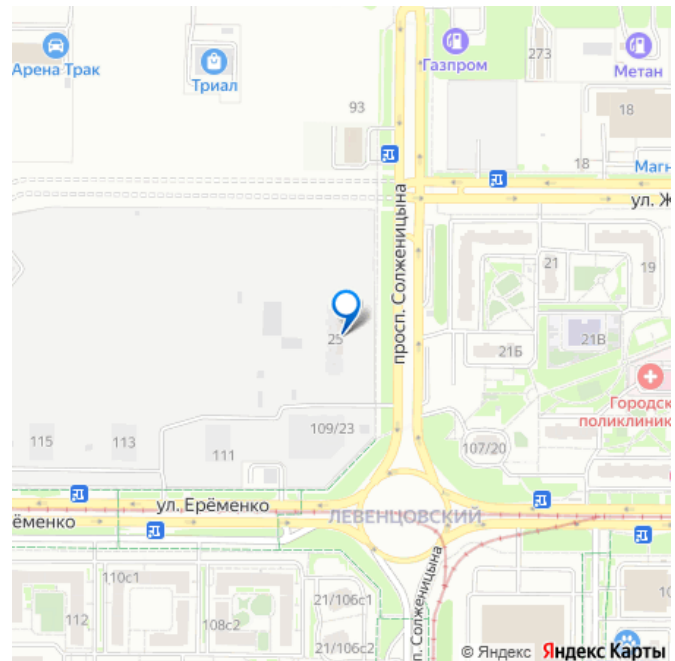 Арена Трак
Триал
Газпром
273
Метан
93
18
18
Магн
ул. Ж
просп. Солженицына
21
19
25
21Б
21В
Городск
поликлиник
109/23
115
113
111
107/20
ул. Ерёменко
ёменко
ЛЕВЕНЦОВСКИЙ
п. Солженицына
110с1
112
108с2
21/106с1
21/106с2
10
© Яндекс Яндекс Карты